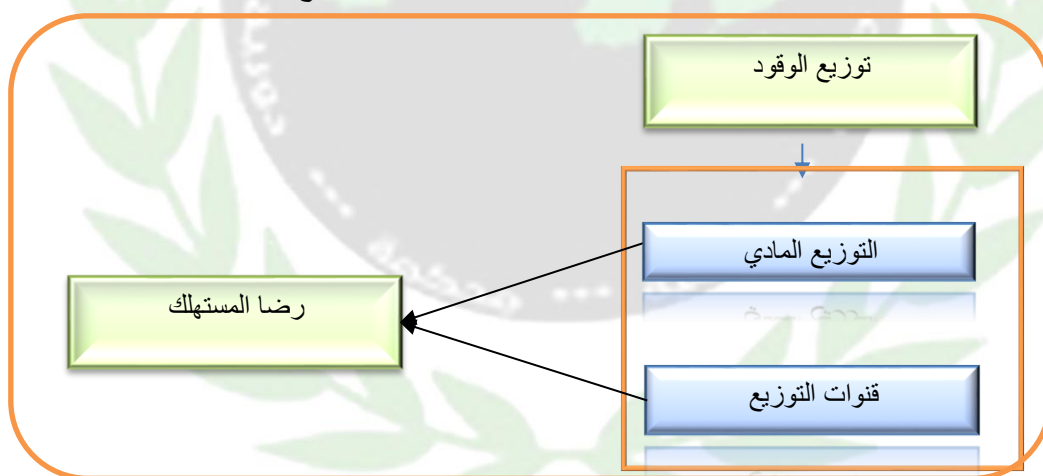 توزيع الوقود
التوزيع المادي
رضا المستهلك
قنوات التوزيع